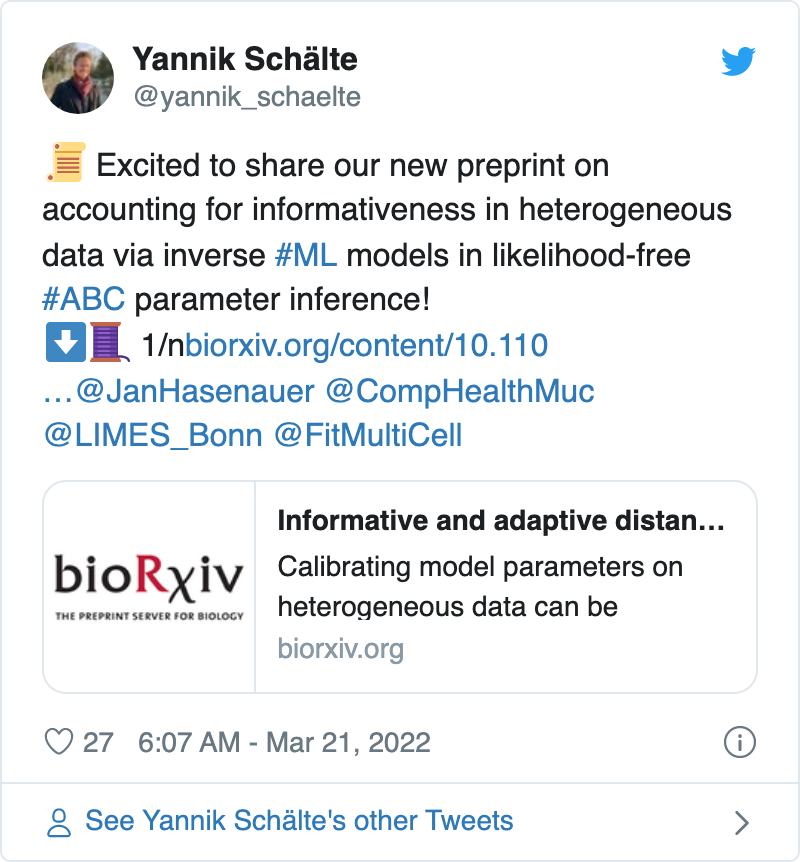 Yannik Schälte
@yannik_schaelte
📜 Excited to share our new preprint on
accounting for informativeness in heterogeneous
data via inverse #ML models in likelihood-free
#ABC parameter inference!
⬇️🧵 1/nbiorxiv.org/content/10.110
…@JanHasenauer @CompHealthMuc
@LIMES_Bonn @FitMultiCell
bioRxiv
THE PREPRINT SERVER FOR BIOLOGY
Informative and adaptive distan…
Calibrating model parameters on
heterogeneous data can be
biorxiv.org
27 6:07 AM - Mar 21, 2022
See Yannik Schälte's other Tweets